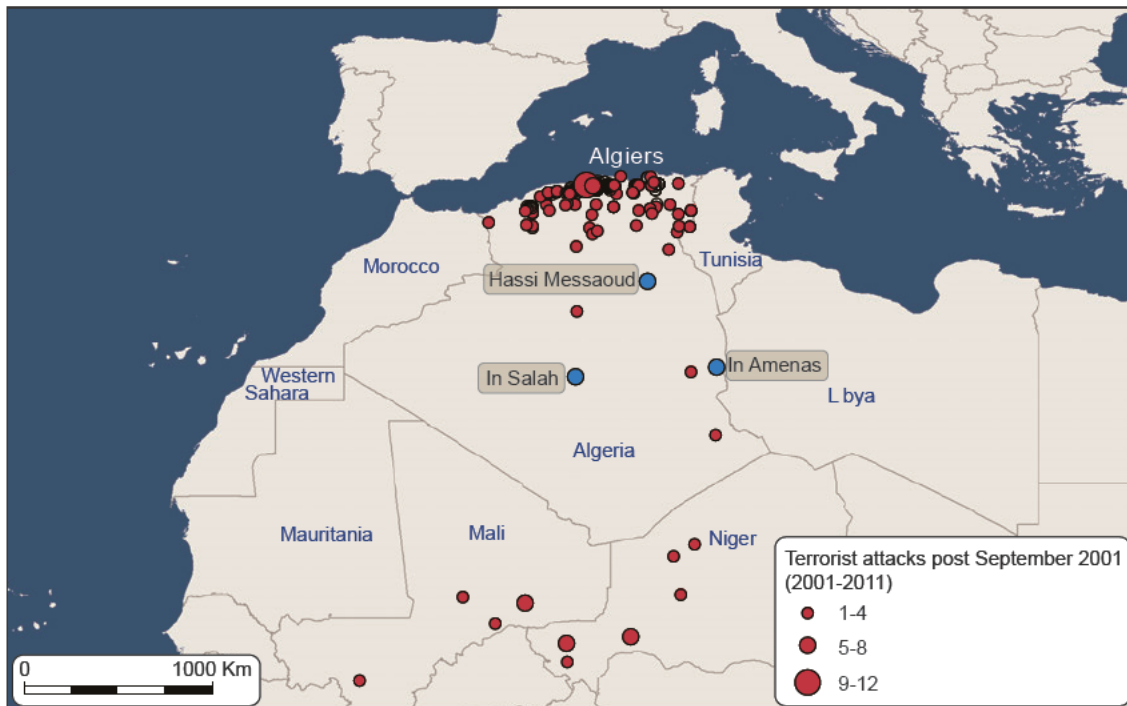 Algiers
Tunisia
Morocco
Hassi Messaoud
In Salah
In Amenas
Western
Sahara
L bya
Algeria
Mauritania
Mali
Niger
Terrorist attacks post September 2001
(2001-2011)
1-4
5-8
9-12
0 1000 Km